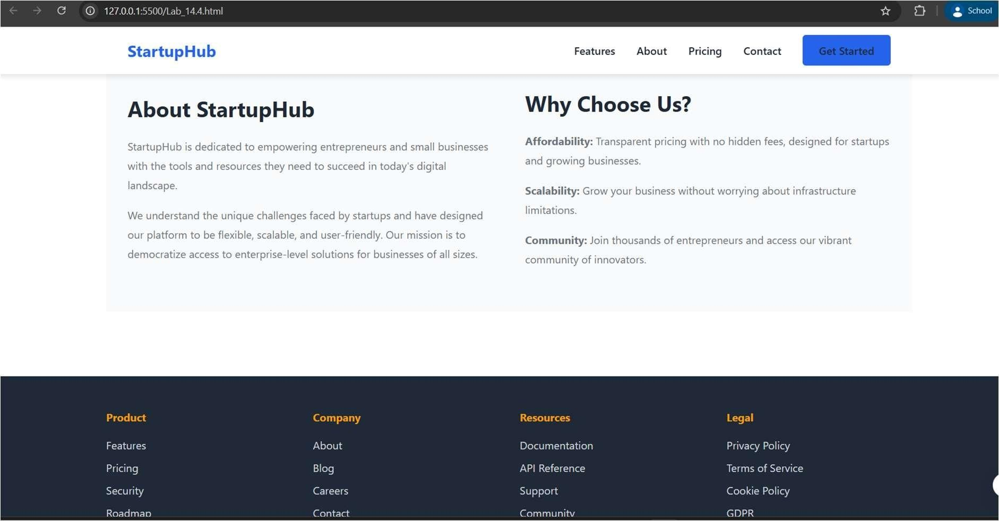 127.0.0.1:5500/Lab_14.4.html
School
StartupHub
Features
About
Pricing
Contact
Get Started
About StartupHub
StartupHub is dedicated to empowering entrepreneurs and small businesses
with the tools and resources they need to succeed in today's digital
landscape.
We understand the unique challenges faced by startups and have designed
our platform to be flexible, scalable, and user-friendly. Our mission is to
democratize access to enterprise-level solutions for businesses of all sizes.
Why Choose Us?
Affordability: Transparent pricing with no hidden fees, designed for startups
and growing businesses.
Scalability: Grow your business without worrying about infrastructure
limitations.
Community: Join thousands of entrepreneurs and access our vibrant
community of innovators.
Product
Features
Pricing
Security
Roadmap
Company
About
Blog
Careers
Contact
Resources
Documentation
API Reference
Support
Community
Legal
Privacy Policy
Terms of Service
Cookie Policy
GDPR